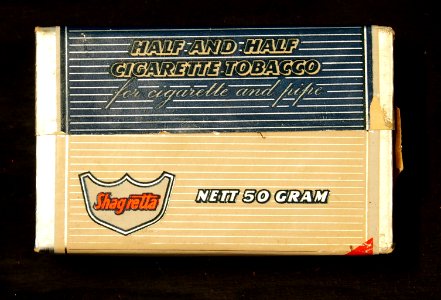 HALF-AND-HALF
CIGARETTE-TOBACCO
for cigarette and pipe
Shagretta
NETT 50 GRAM